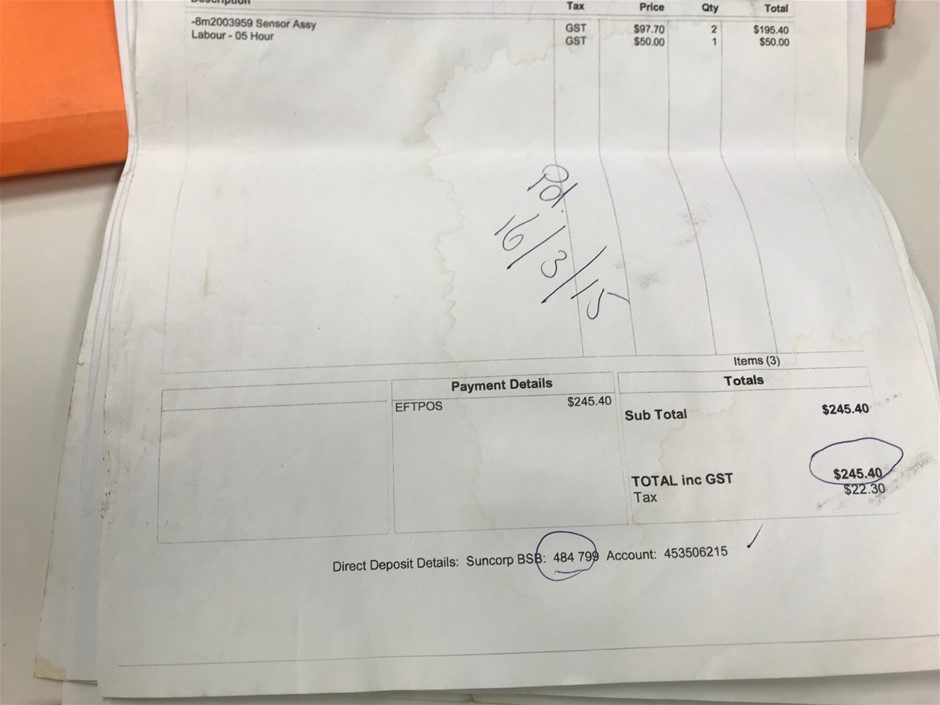 Description Tax Price Qty Total
-8m2003959 Sensor Assy GST $97.70 2 $195.40
Labour - 05 Hour GST $50.00 1 $50.00
Pd.
16/3/15
Items (3)
Payment Details Totals
EFTPOS $245.40
Sub Total $245.40
TOTAL inc GST $245.40
Tax $22.30
Direct Deposit Details: Suncorp BSB: 484 799 Account: 453506215